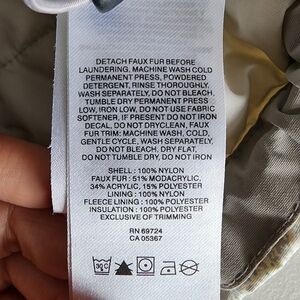 DETACH FAUX FUR BEFORE
LAUNDERING, MACHINE WASH COLD
PERMANENT PRESS, POWDERED
DETERGENT, RINSE THOROUGHLY,
WASH SEPARATELY, DO NOT BLEACH,
TUMBLE DRY PERMANENT PRESS
LOW, IRON LOW, DO NOT USE FABRIC
SOFTENER, IF PRESENT DO NOT IRON
DECAL, DO NOT DRYCLEAN, FAUX
FUR TRIM: MACHINE WASH, COLD,
GENTLE CYCLE, WASH SEPARATELY,
DO NOT BLEACH, DRY FLAT,
DO NOT TUMBLE DRY, DO NOT IRON
SHELL : 100% NYLON
FAUX FUR : 51% MODACRYLIC,
34% ACRYLIC, 15% POLYESTER
LINING : 100% NYLON
FLEECE LINING : 100% POLYESTER
INSULATION : 100% POLYESTER
EXCLUSIVE OF TRIMMING
RN 69724
CA 05367